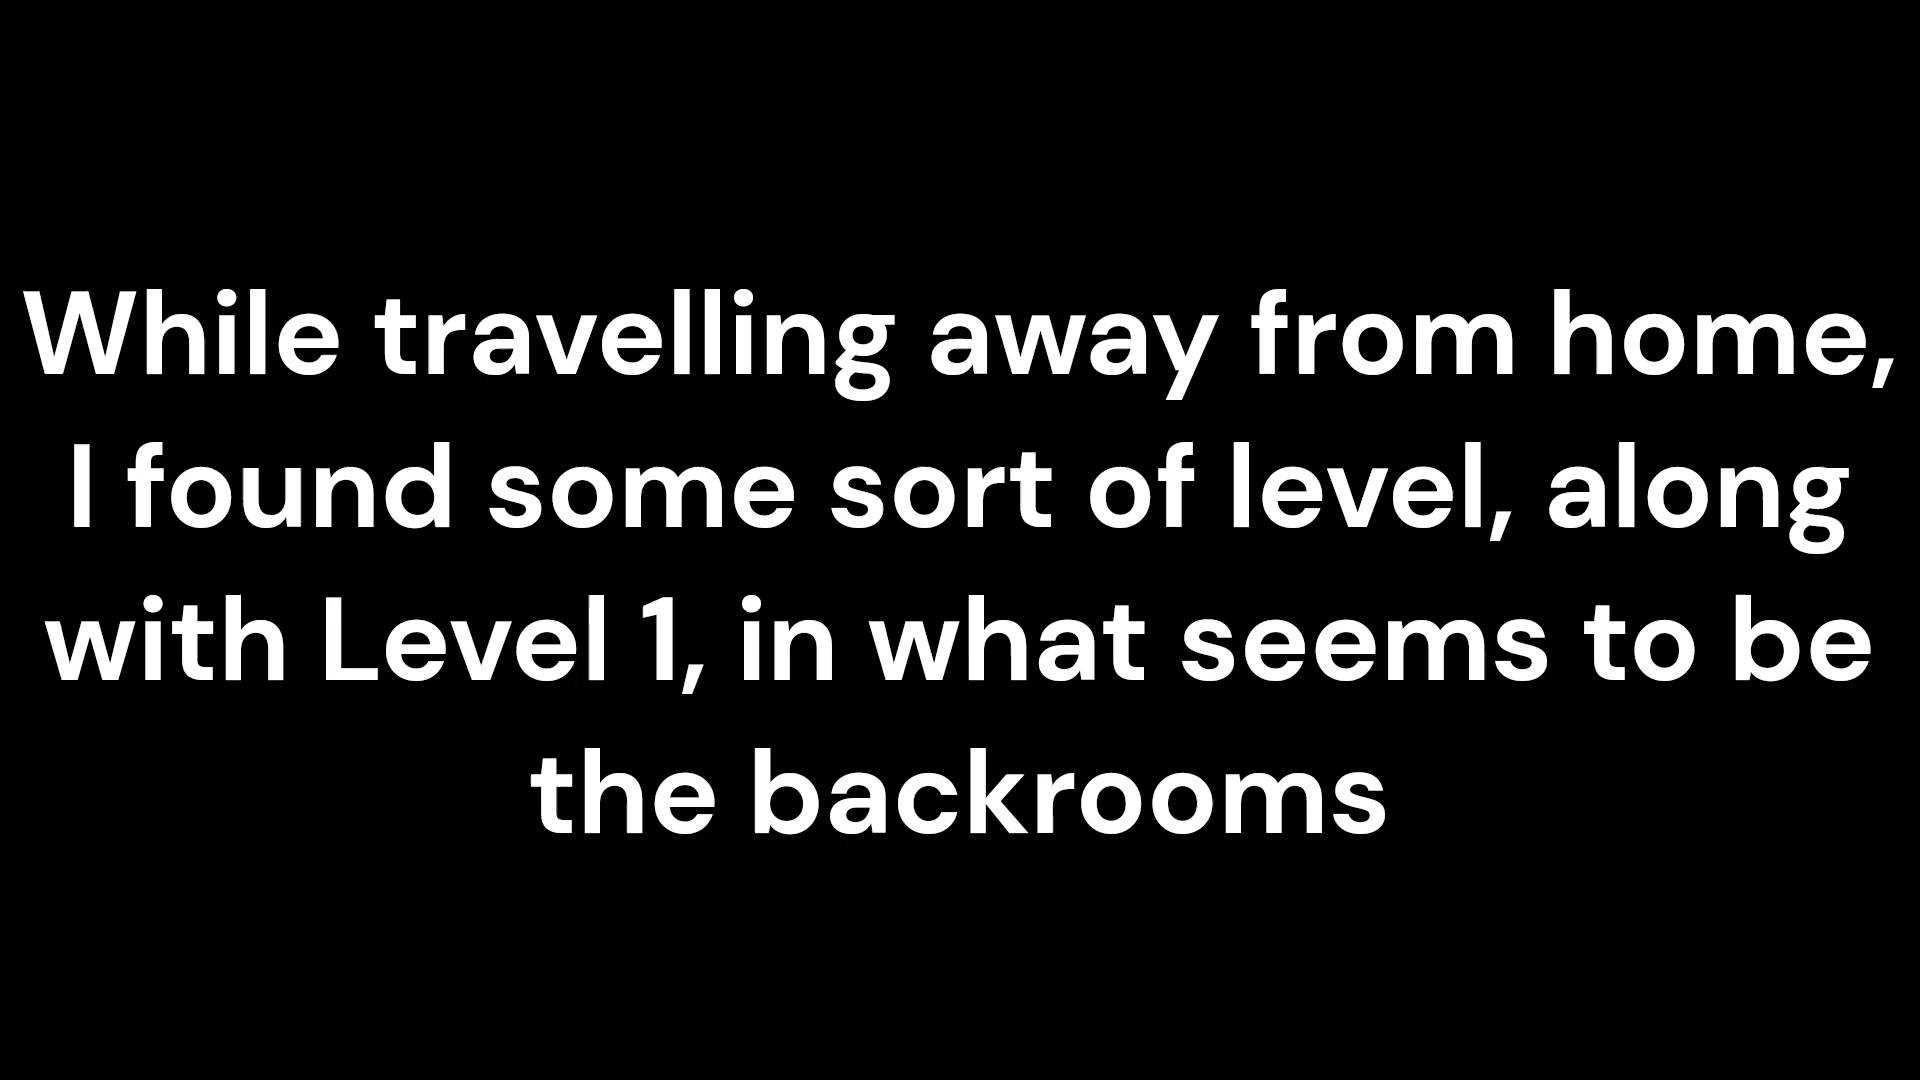 While travelling away from home,
I found some sort of level, along
with Level 1, in what seems to be
the backrooms